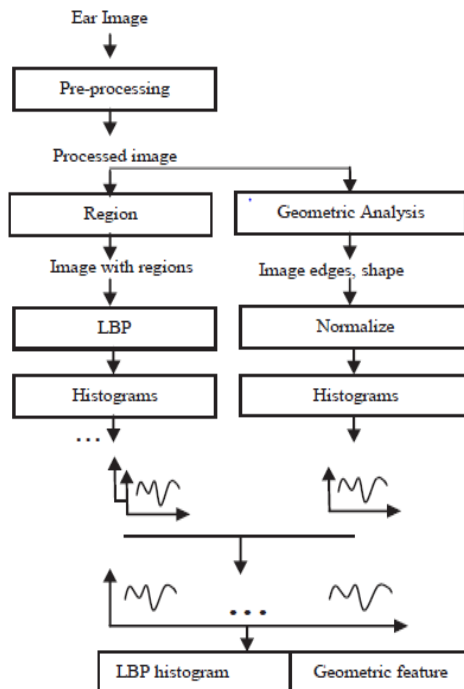 Ear Image
Pre-processing
Processed image
Region
Geometric Analysis
Image with regions
Image edges, shape
LBP
Normalize
Histograms
Histograms
...
...
LBP histogram
Geometric feature